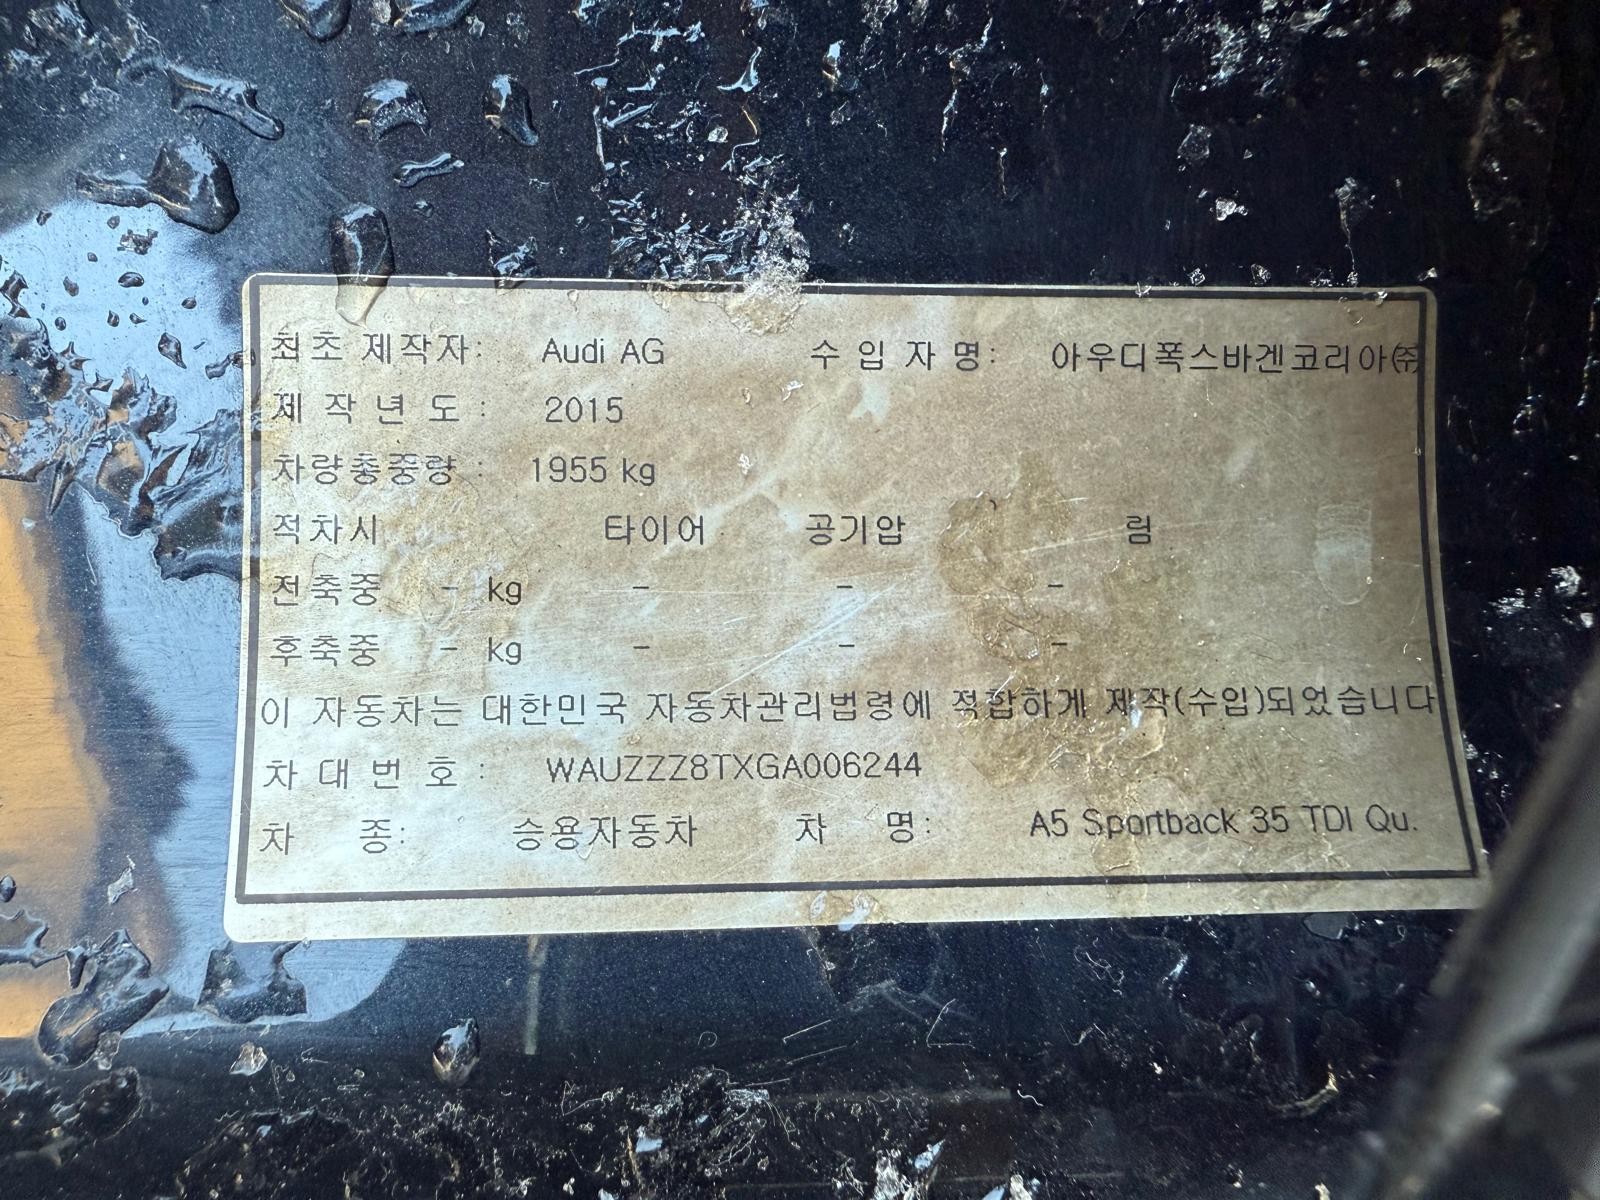 최초 제작자: Audi AG 수 입 자 명: 아우디폭스바겐코리아㈜
제 작 년 도 : 2015
차량총중량 : 1955 kg
적차시 타이어 공기압 림
전축중 - kg - - -
후축중 - kg - - -
이 자동차는 대한민국 자동차관리법령에 적합하게 제작(수입)되었습니다
차 대 번 호 : WAUZZZ8TXGA006244
차 종: 승용자동차 차 명: A5 Sportback 35 TDI Qu.